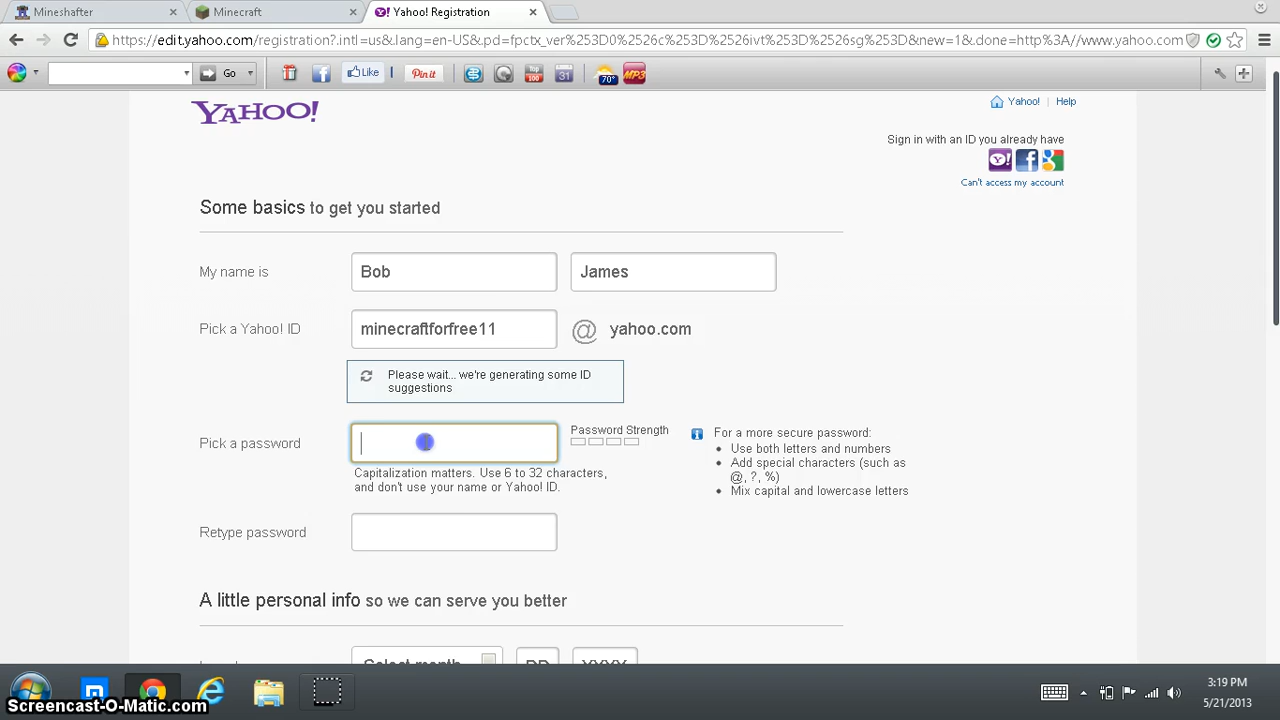 Mineshafter
Minecraft
Y! Yahoo! Registration
https://edit.yahoo.com/registration?.intl=us&.lang=en-US&.pd=fpctx_ver%253D0%2526c%253D%2526ivt%253D%2526sg%253D&new=1&.done=http%3A//www.yahoo.com
Go
Like
Pin it
Top 100
31
70°
MP3
YAHOO!
Yahoo! | Help
Sign in with an ID you already have
Y!
f
g
Can't access my account
Some basics to get you started
My name is
Bob
James
Pick a Yahoo! ID
minecraftforfree11
@ yahoo.com
Please wait... we're generating some ID
suggestions
Pick a password
Password Strength
Capitalization matters. Use 6 to 32 characters,
and don't use your name or Yahoo! ID.
For a more secure password:
Use both letters and numbers
Add special characters (such as
@, ?, %)
Mix capital and lowercase letters
Retype password
A little personal info so we can serve you better
Select month
DD
YYYY
Screencast-O-Matic.com
3:19 PM
5/21/2013